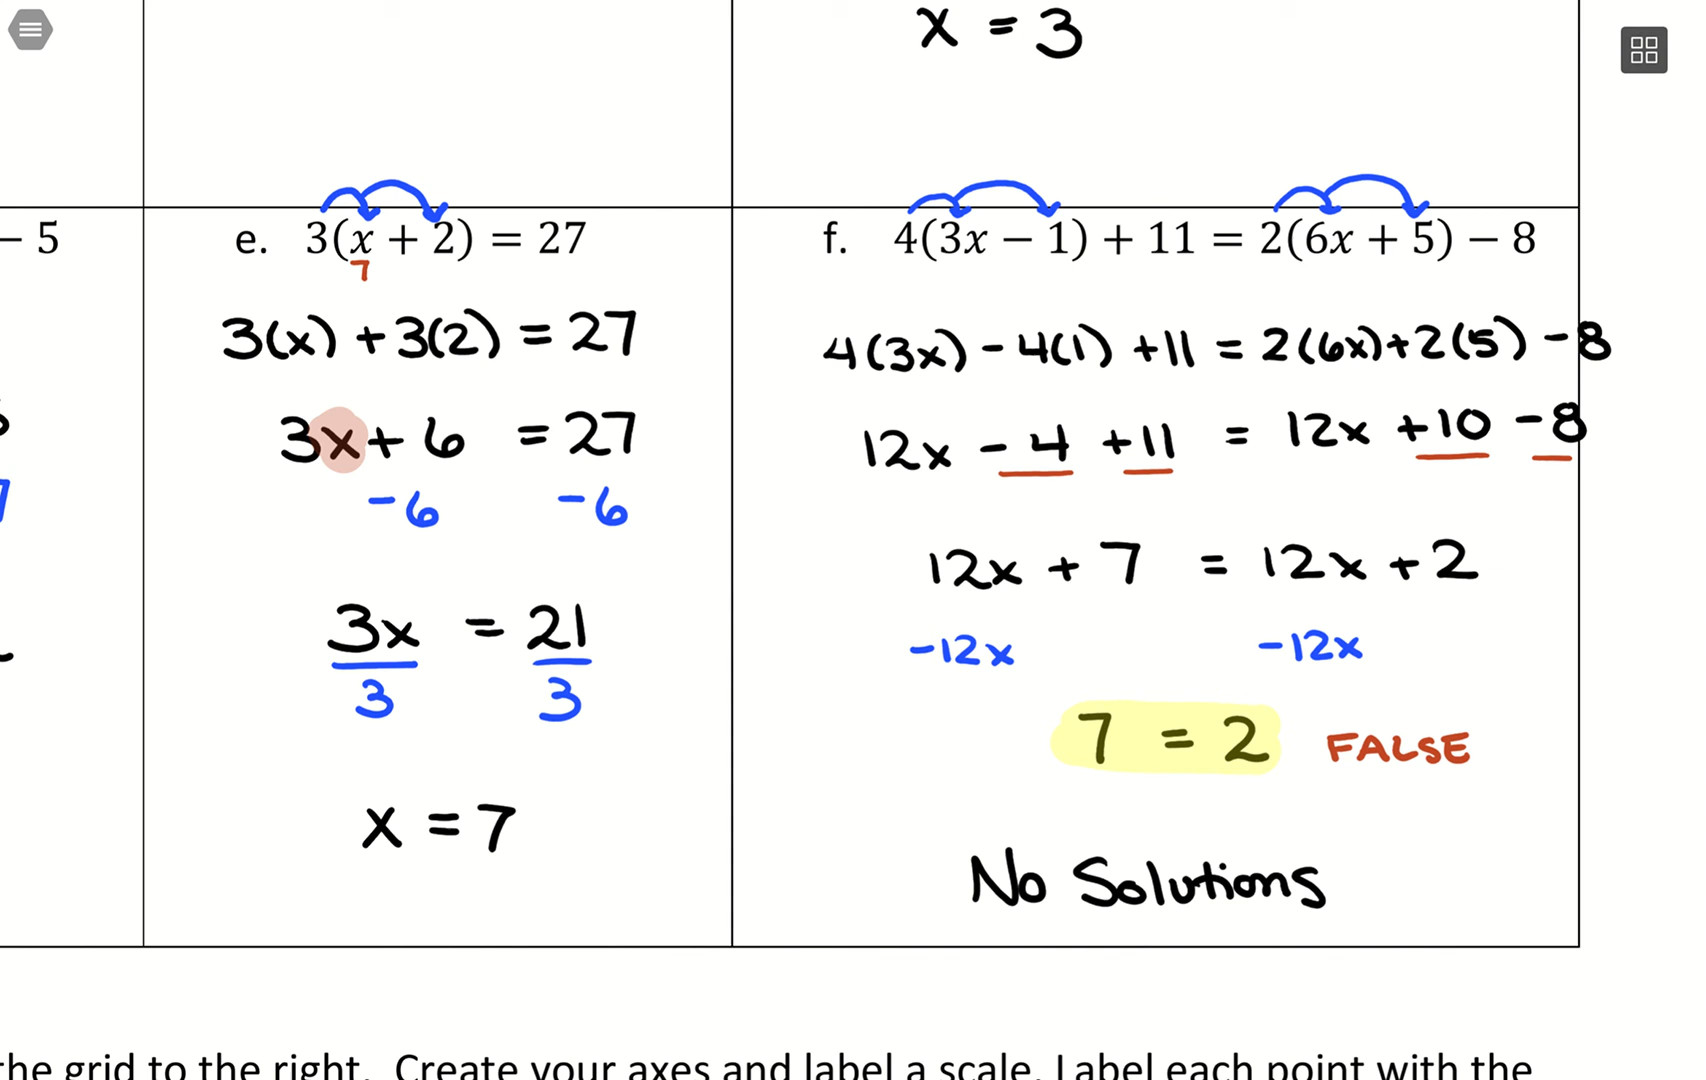 x = 3
– 5
e. 3(x + 2) = 27
7
3(x) + 3(2) = 27
3x + 6 = 27
-6 -6
3x = 21
3 3
x = 7
f. 4(3x − 1) + 11 = 2(6x + 5) − 8
4(3x) - 4(1) + 11 = 2(6x) + 2(5) - 8
12x - 4 + 11 = 12x + 10 - 8
12x + 7 = 12x + 2
-12x -12x
7 = 2 FALSE
No Solutions
the grid to the right. Create your axes and label a scale. Label each point with the